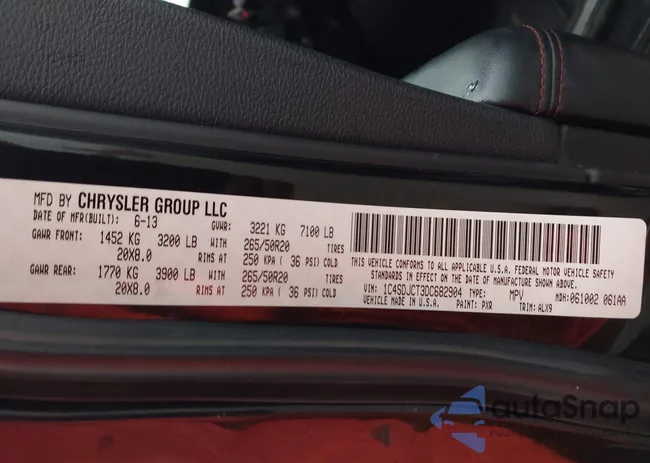 MFD BY CHRYSLER GROUP LLC
DATE OF MFR(BUILT): 6-13 GVWR: 3221 KG 7100 LB
GAWR FRONT: 1452 KG 3200 LB WITH 265/50R20 TIRES
20X8.0 RIMS AT 250 KPA ( 36 PSI) COLD
GAWR REAR: 1770 KG 3900 LB WITH 265/50R20 TIRES
20X8.0 RIMS AT 250 KPA ( 36 PSI) COLD
THIS VEHICLE CONFORMS TO ALL APPLICABLE U.S.A. FEDERAL MOTOR VEHICLE SAFETY
STANDARDS IN EFFECT ON THE DATE OF MANUFACTURE SHOWN ABOVE.
VIN: 1C4SDJCT3DC682904 TYPE: MPV MDH:061002 061AA
MADE IN U.S.A. PAINT: PXR TRIM: ALX9
autoSnap